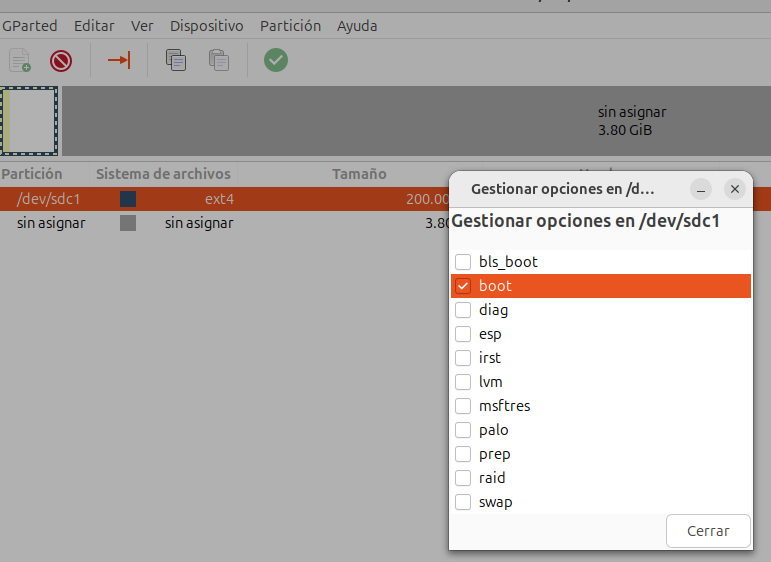 GParted Editar Ver Dispositivo Partición Ayuda
sin asignar
3.80 GiB
Partición Sistema de archivos Tamaño
/dev/sdc1 ext4 200.00
sin asignar sin asignar 3.80
Gestionar opciones en /d...
Gestionar opciones en /dev/sdc1
bls_boot
boot
diag
esp
irst
lvm
msftres
palo
prep
raid
swap
Cerrar